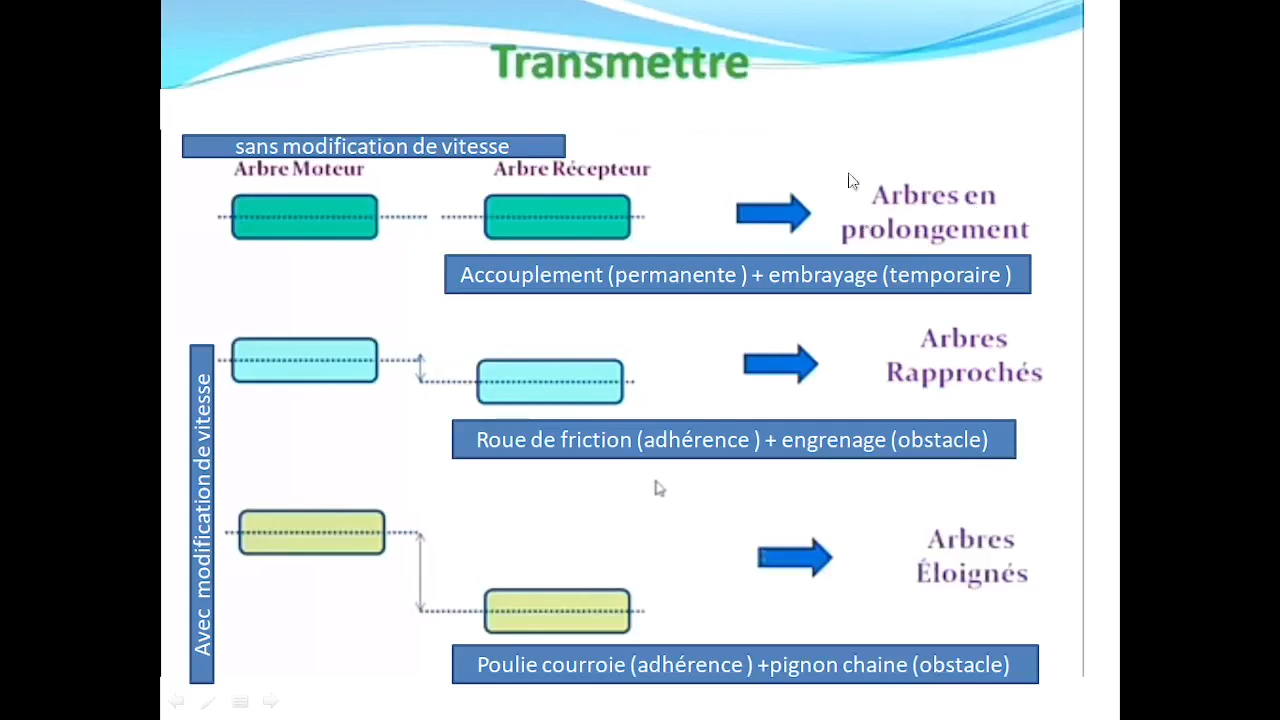 Transmettre
sans modification de vitesse
Arbre Moteur
Arbre Récepteur
Arbres en
prolongement
Accouplement (permanente ) + embrayage (temporaire )
Avec modification de vitesse
Arbres
Rapprochés
Roue de friction (adhérence ) + engrenage (obstacle)
Arbres
Éloignés
Poulie courroie (adhérence ) +pignon chaine (obstacle)